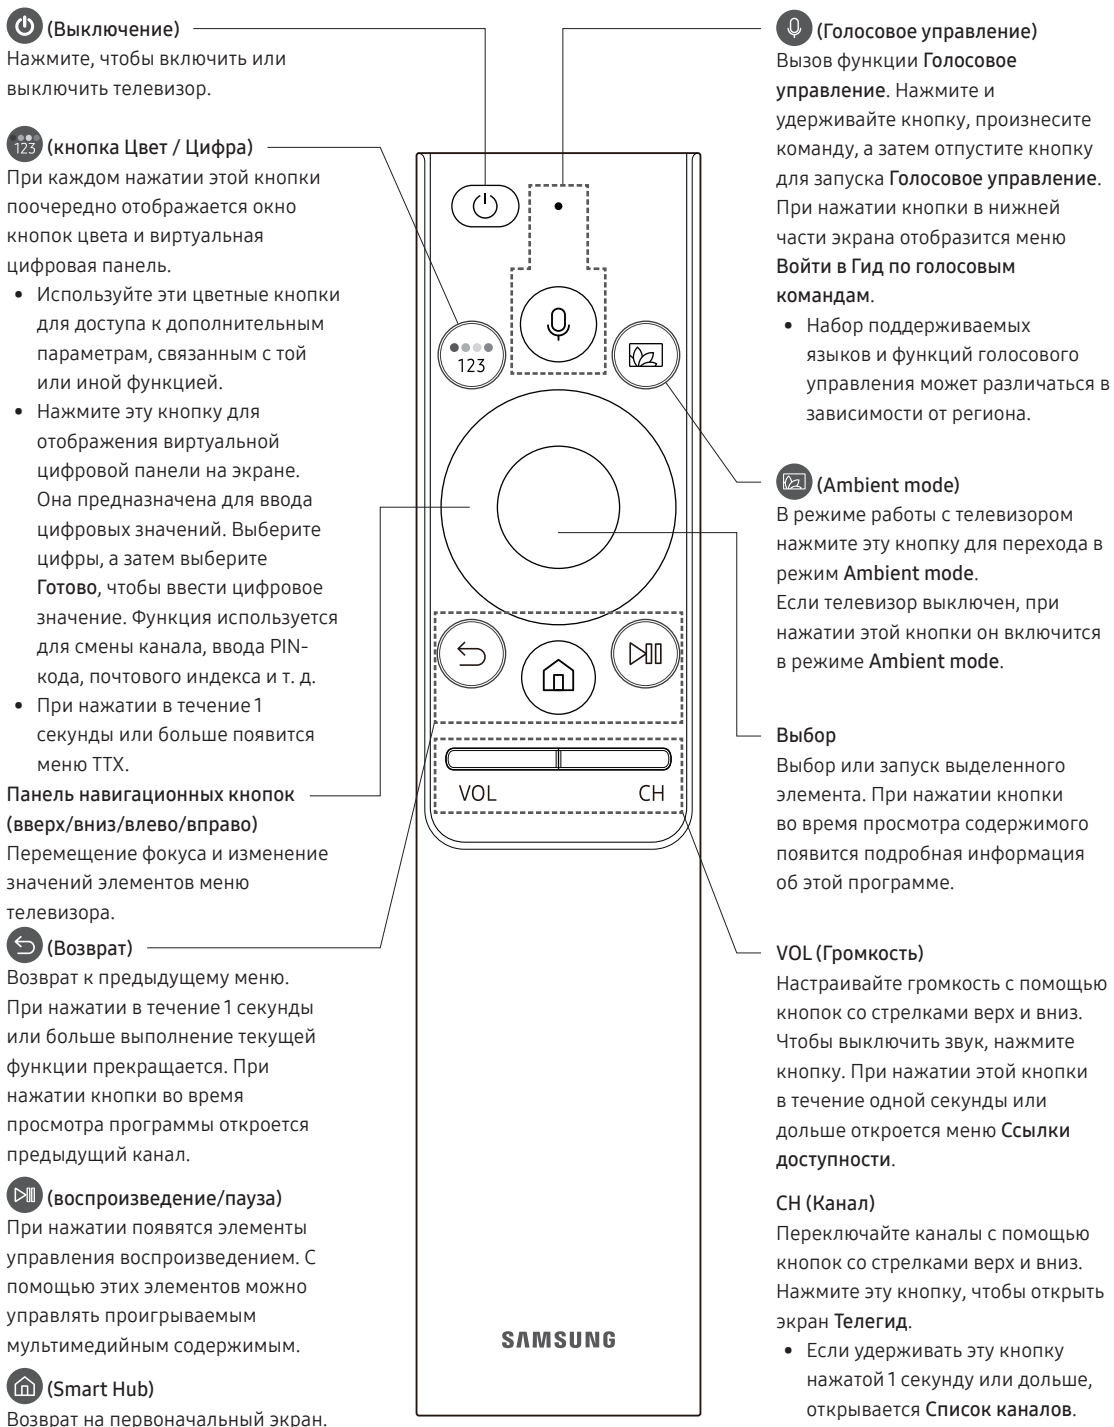 (Выключение)
Нажмите, чтобы включить или
выключить телевизор.
123 (кнопка Цвет / Цифра)
При каждом нажатии этой кнопки
поочередно отображается окно
кнопок цвета и виртуальная
цифровая панель.
• Используйте эти цветные кнопки
для доступа к дополнительным
параметрам, связанным с той
или иной функцией.
• Нажмите эту кнопку для
отображения виртуальной
цифровой панели на экране.
Она предназначена для ввода
цифровых значений. Выберите
цифры, а затем выберите
Готово, чтобы ввести цифровое
значение. Функция используется
для смены канала, ввода PIN-
кода, почтового индекса и т. д.
• При нажатии в течение 1
секунды или больше появится
меню TTX.
Панель навигационных кнопок
(вверх/вниз/влево/вправо)
Перемещение фокуса и изменение
значений элементов меню
телевизора.
(Возврат)
Возврат к предыдущему меню.
При нажатии в течение 1 секунды
или больше выполнение текущей
функции прекращается. При
нажатии кнопки во время
просмотра программы откроется
предыдущий канал.
(воспроизведение/пауза)
При нажатии появятся элементы
управления воспроизведением. С
помощью этих элементов можно
управлять проигрываемым
мультимедийным содержимым.
(Smart Hub)
Возврат на первоначальный экран.
123
VOL CH
SAMSUNG
(Голосовое управление)
Вызов функции Голосовое
управление. Нажмите и
удерживайте кнопку, произнесите
команду, а затем отпустите кнопку
для запуска Голосовое управление.
При нажатии кнопки в нижней
части экрана отобразится меню
Войти в Гид по голосовым
командам.
• Набор поддерживаемых
языков и функций голосового
управления может различаться в
зависимости от региона.
(Ambient mode)
В режиме работы с телевизором
нажмите эту кнопку для перехода в
режим Ambient mode.
Если телевизор выключен, при
нажатии этой кнопки он включится
в режиме Ambient mode.
Выбор
Выбор или запуск выделенного
элемента. При нажатии кнопки
во время просмотра содержимого
появится подробная информация
об этой программе.
VOL (Громкость)
Настраивайте громкость с помощью
кнопок со стрелками верх и вниз.
Чтобы выключить звук, нажмите
кнопку. При нажатии этой кнопки
в течение одной секунды или
дольше откроется меню Ссылки
доступности.
CH (Канал)
Переключайте каналы с помощью
кнопок со стрелками верх и вниз.
Нажмите эту кнопку, чтобы открыть
экран Телегид.
• Если удерживать эту кнопку
нажатой 1 секунду или дольше,
открывается Список каналов.